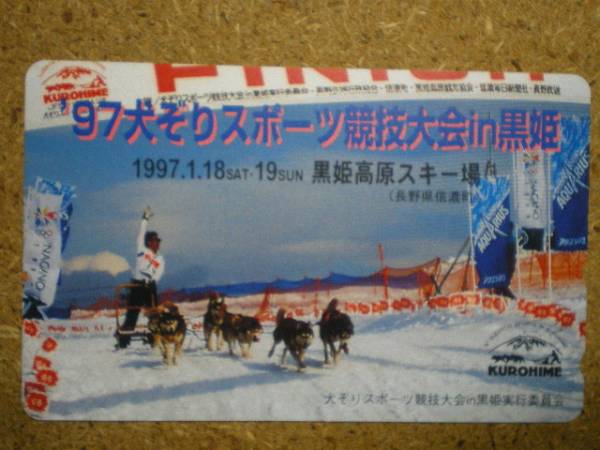 FINISH
KUROHIME
'97犬ぞりスポーツ競技大会in黒姫
1997.1.18SAT・19SUN 黒姫高原スキー場
(長野県信濃町)
AQUARIUS
AQUARIUS
NAGANO
KUROHIME
犬ぞりスポーツ競技大会in黒姫実行委員会